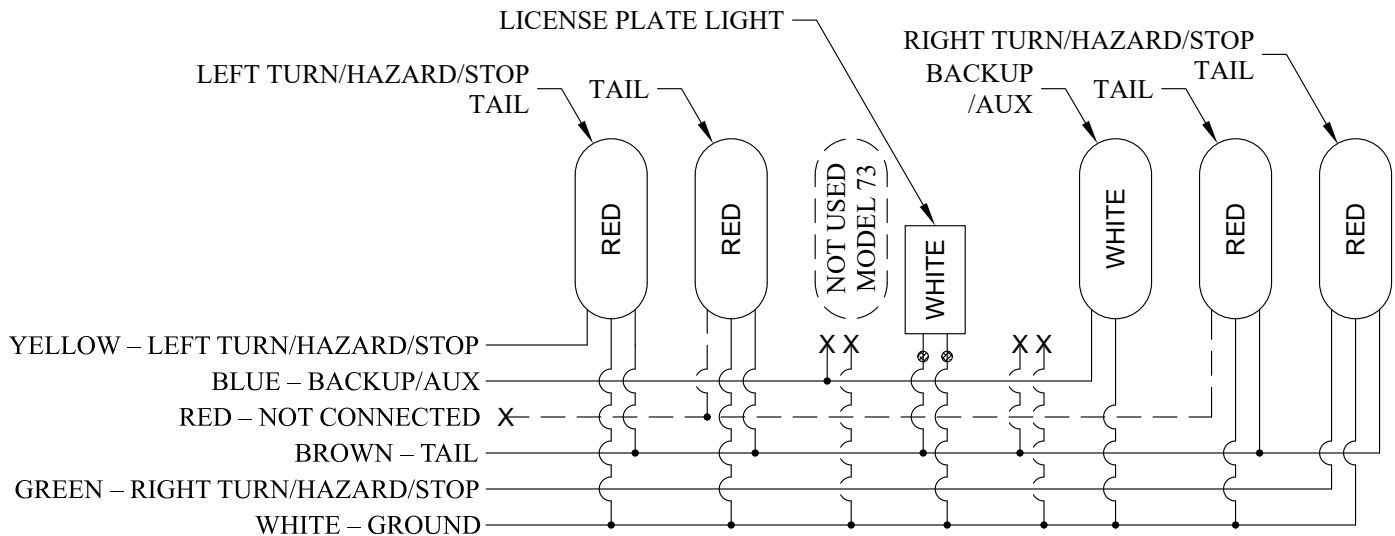 LICENSE PLATE LIGHT
RIGHT TURN/HAZARD/STOP
TAIL
LEFT TURN/HAZARD/STOP
TAIL
TAIL
BACKUP
/AUX
TAIL
RED
RED
NOT USED
MODEL 73
WHITE
WHITE
RED
RED
YELLOW – LEFT TURN/HAZARD/STOP
X X
X X
BLUE – BACKUP/AUX
RED – NOT CONNECTED X
BROWN – TAIL
GREEN – RIGHT TURN/HAZARD/STOP
WHITE – GROUND